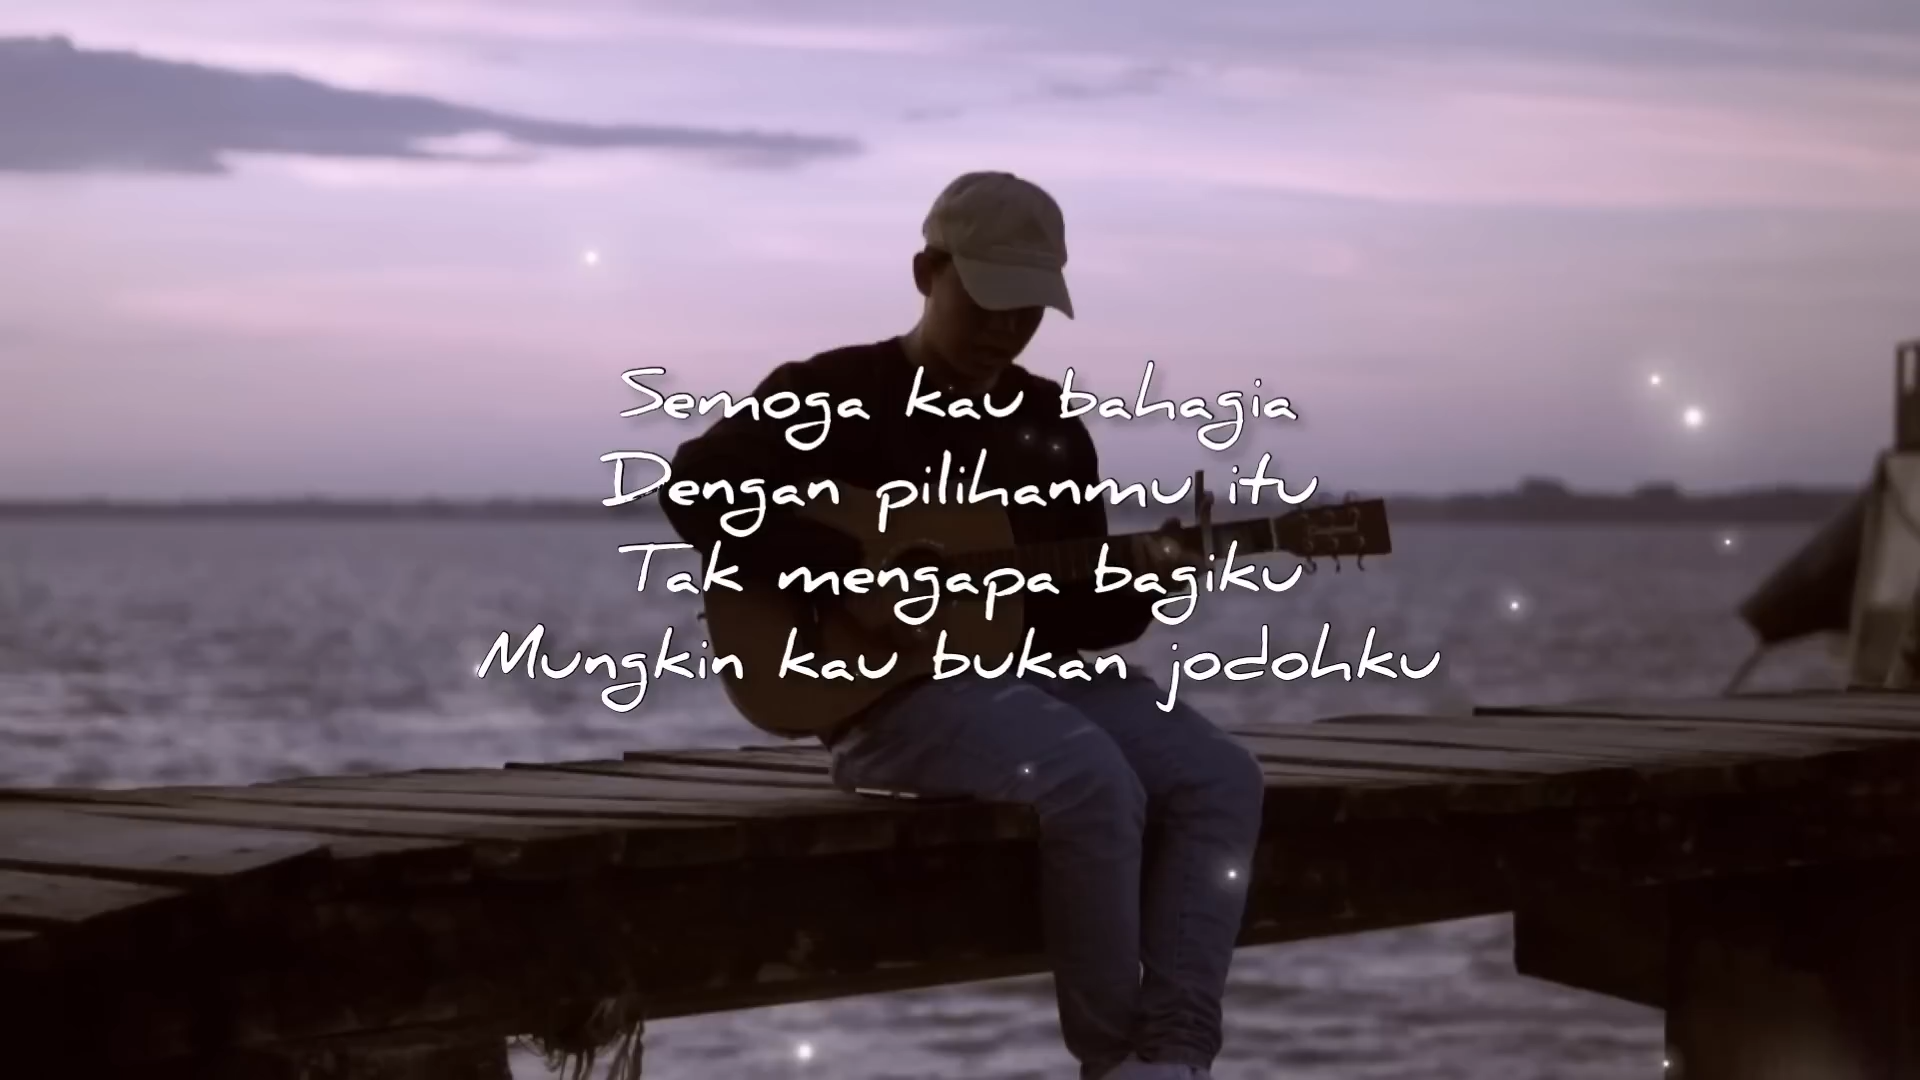 Semoga kau bahagia
Dengan pilihanmu itu
Tak mengapa bagiku
Mungkin kau bukan jodohku